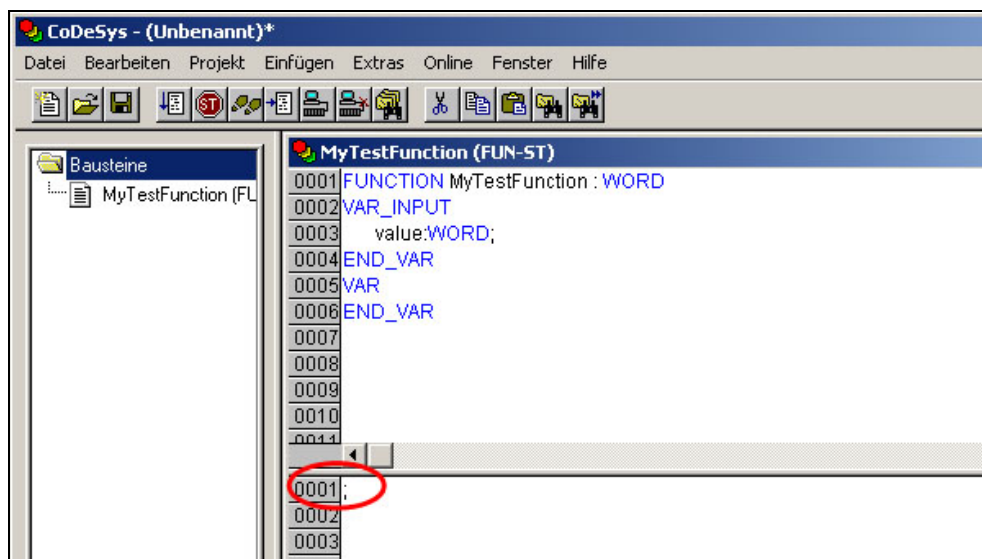 CoDeSys - (Unbenannt)*
Datei Bearbeiten Projekt Einfügen Extras Online Fenster Hilfe
ST
Bausteine
MyTestFunction (FU
MyTestFunction (FUN-ST)
0001 FUNCTION MyTestFunction : WORD
0002 VAR_INPUT
0003 value:WORD;
0004 END_VAR
0005 VAR
0006 END_VAR
0007
0008
0009
0010
0011
0001 ;
0002
0003